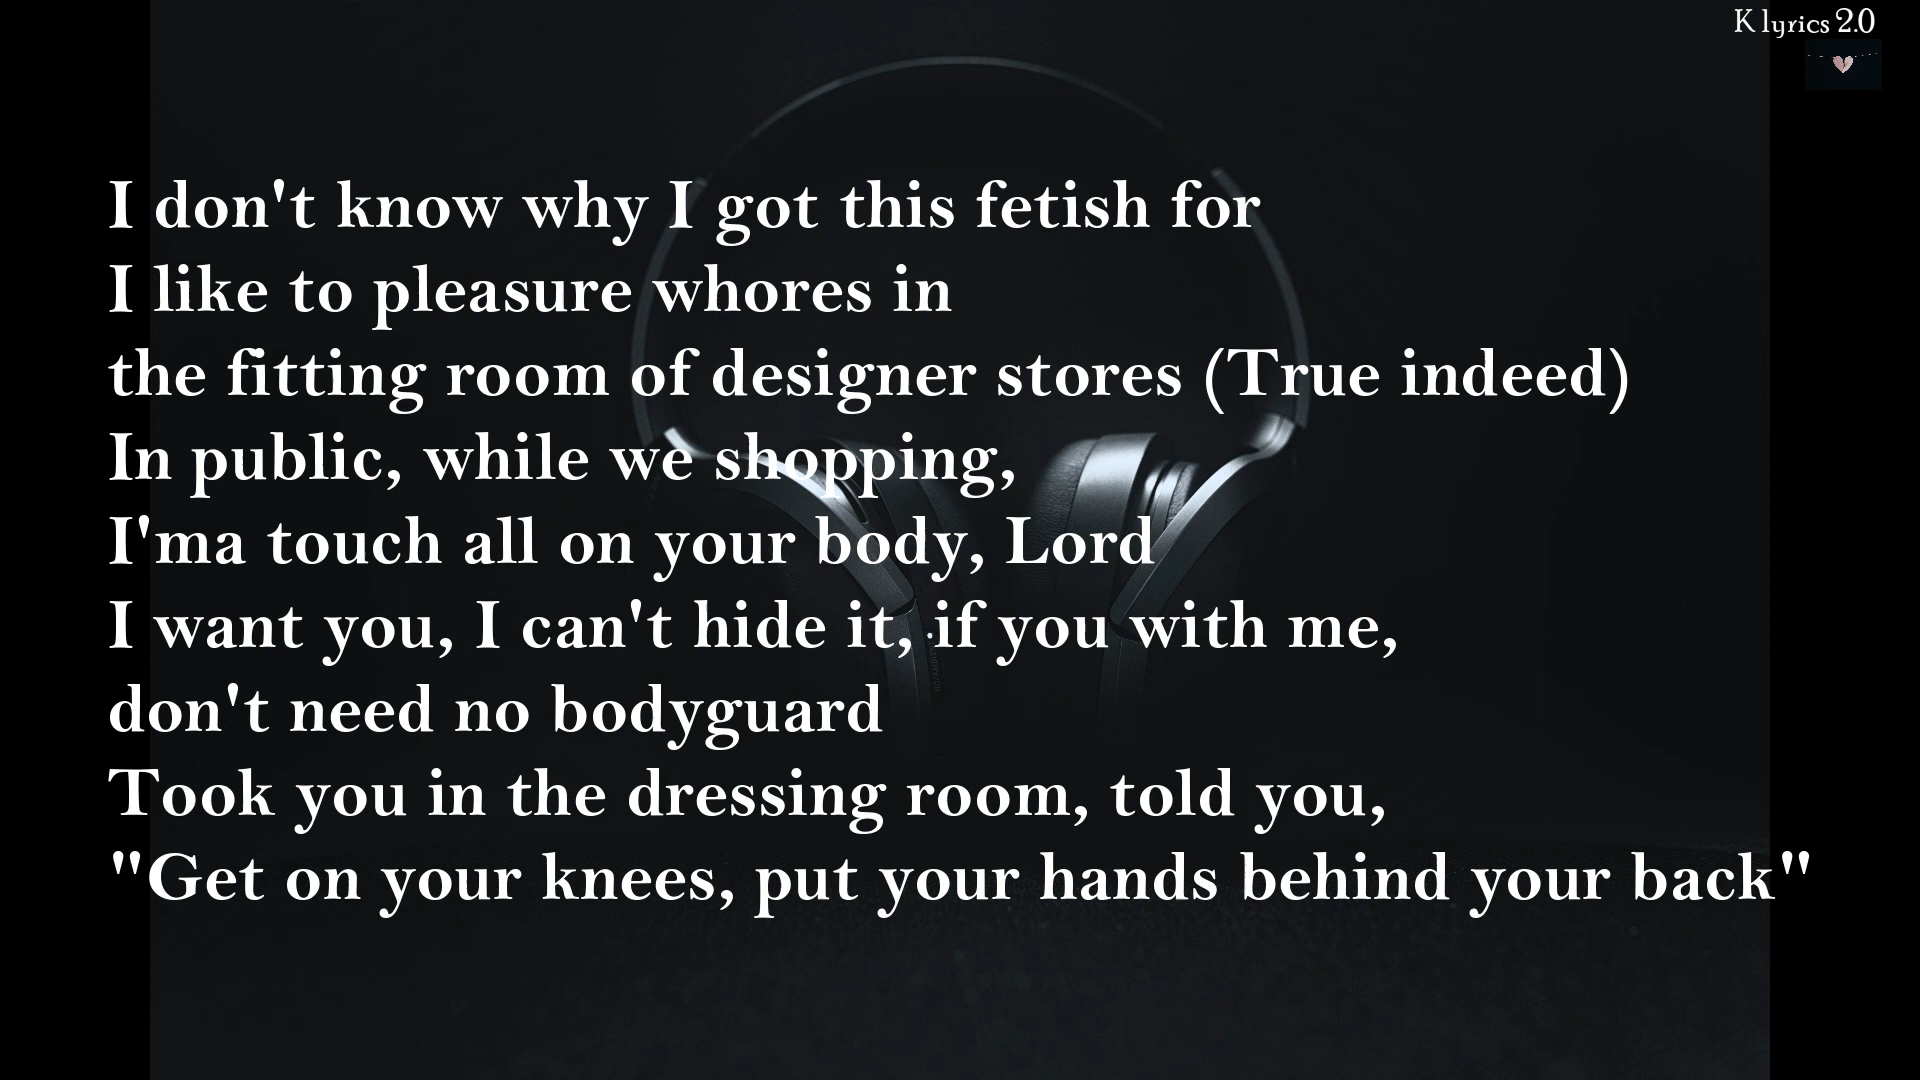 K lyrics 2.0
I don't know why I got this fetish for
I like to pleasure whores in
the fitting room of designer stores (True indeed)
In public, while we shopping,
I'ma touch all on your body, Lord
I want you, I can't hide it, if you with me,
don't need no bodyguard
Took you in the dressing room, told you,
"Get on your knees, put your hands behind your back"